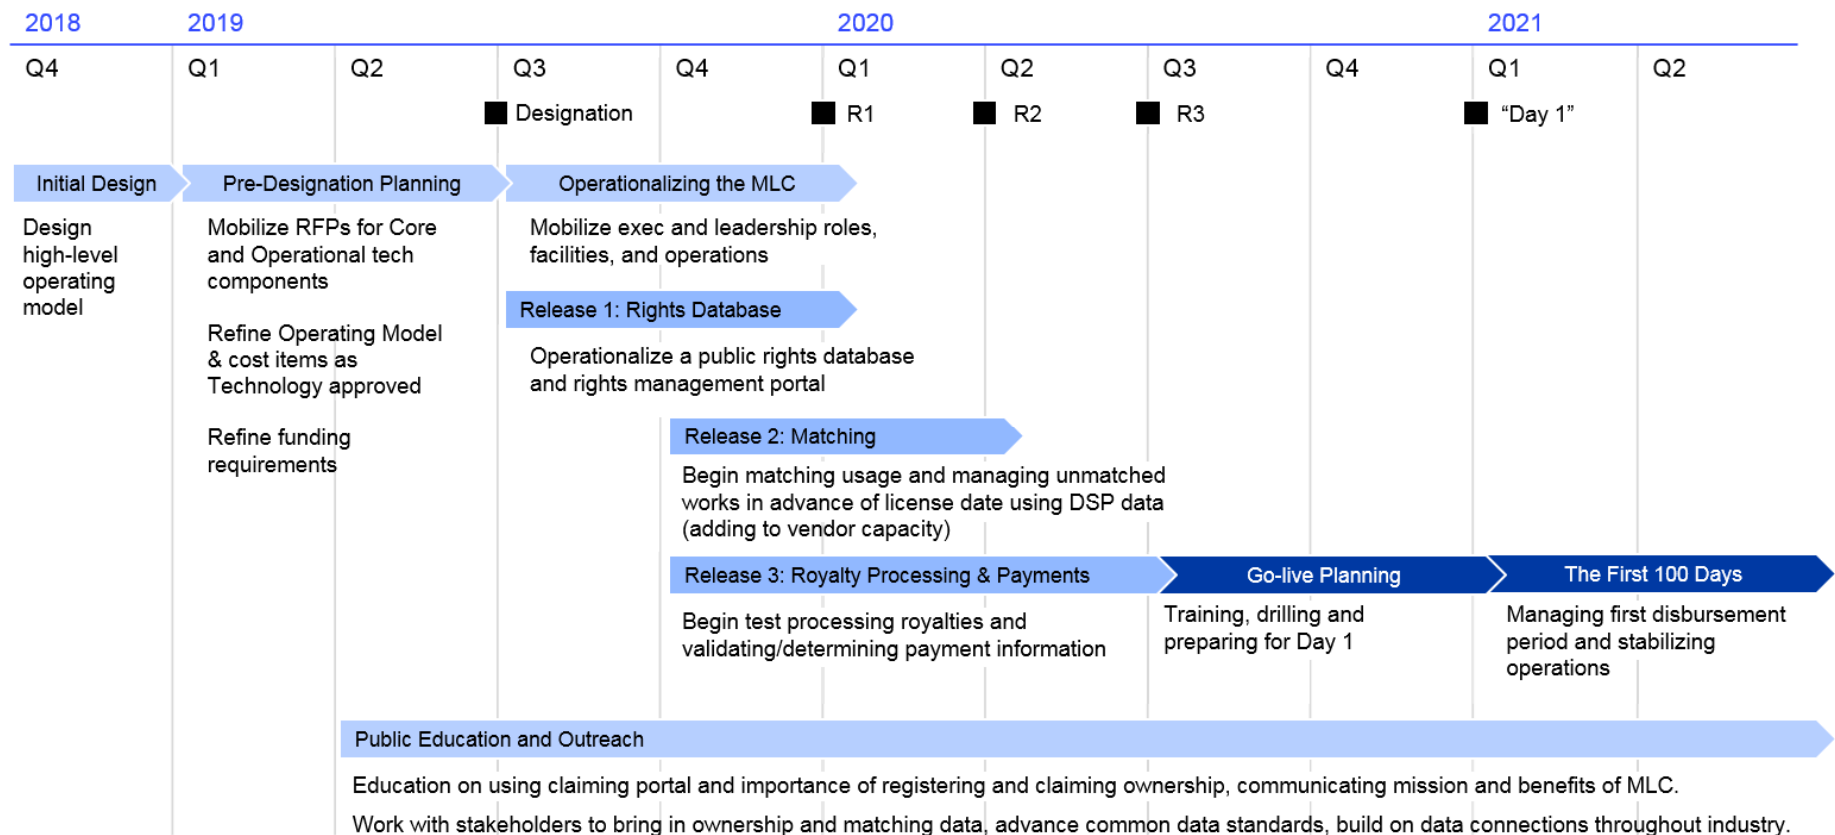 2018 2019 2020 2021
Q4 Q1 Q2 Q3 Q4 Q1 Q2 Q3 Q4 Q1 Q2
Designation R1 R2 R3 “Day 1”
Initial Design Pre-Designation Planning Operationalizing the MLC
Design
high-level
operating
model
Mobilize RFPs for Core
and Operational tech
components
Refine Operating Model
& cost items as
Technology approved
Refine funding
requirements
Mobilize exec and leadership roles,
facilities, and operations
Release 1: Rights Database
Operationalize a public rights database
and rights management portal
Release 2: Matching
Begin matching usage and managing unmatched
works in advance of license date using DSP data
(adding to vendor capacity)
Release 3: Royalty Processing & Payments Go-live Planning The First 100 Days
Begin test processing royalties and
validating/determining payment information
Training, drilling and
preparing for Day 1
Managing first disbursement
period and stabilizing
operations
Public Education and Outreach
Education on using claiming portal and importance of registering and claiming ownership, communicating mission and benefits of MLC.
Work with stakeholders to bring in ownership and matching data, advance common data standards, build on data connections throughout industry.